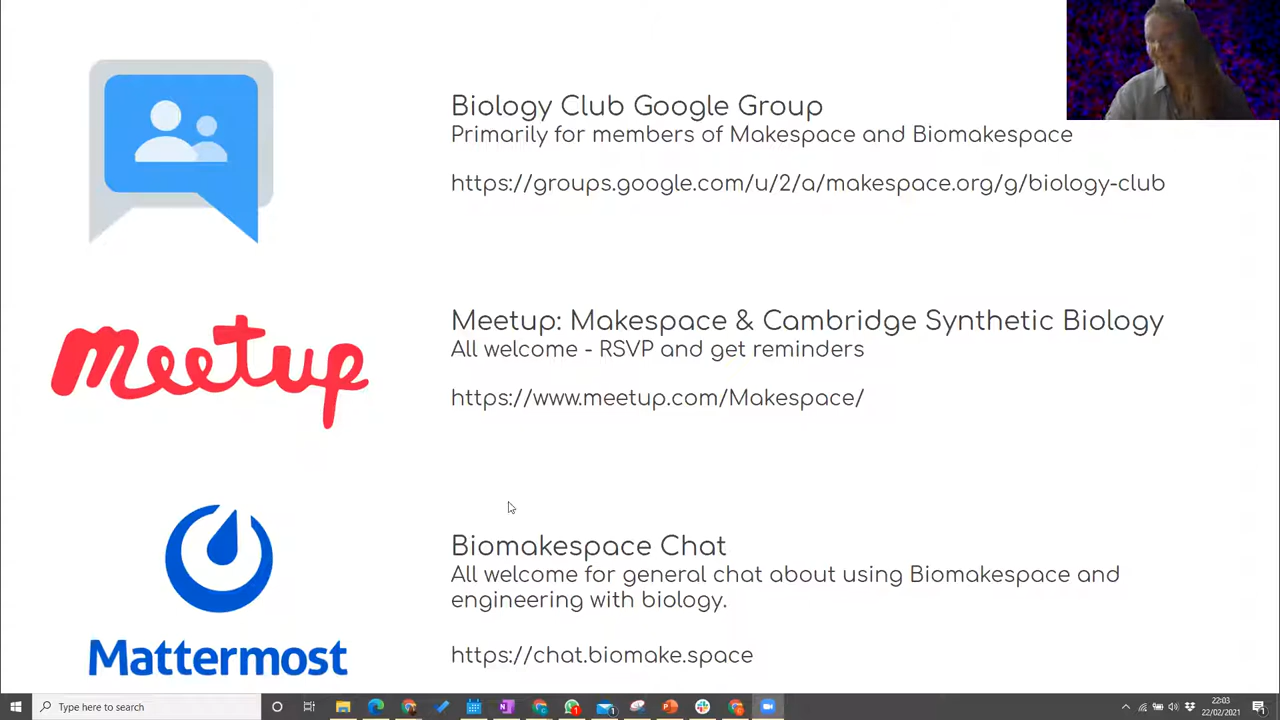 Biology Club Google Group
Primarily for members of Makespace and Biomakespace
https://groups.google.com/u/2/a/makespace.org/g/biology-club
meetup
Meetup: Makespace & Cambridge Synthetic Biology
All welcome - RSVP and get reminders
https://www.meetup.com/Makespace/
Mattermost
Biomakespace Chat
All welcome for general chat about using Biomakespace and
engineering with biology.
https://chat.biomake.space
Type here to search
1
1
22:03
22/02/2021
1